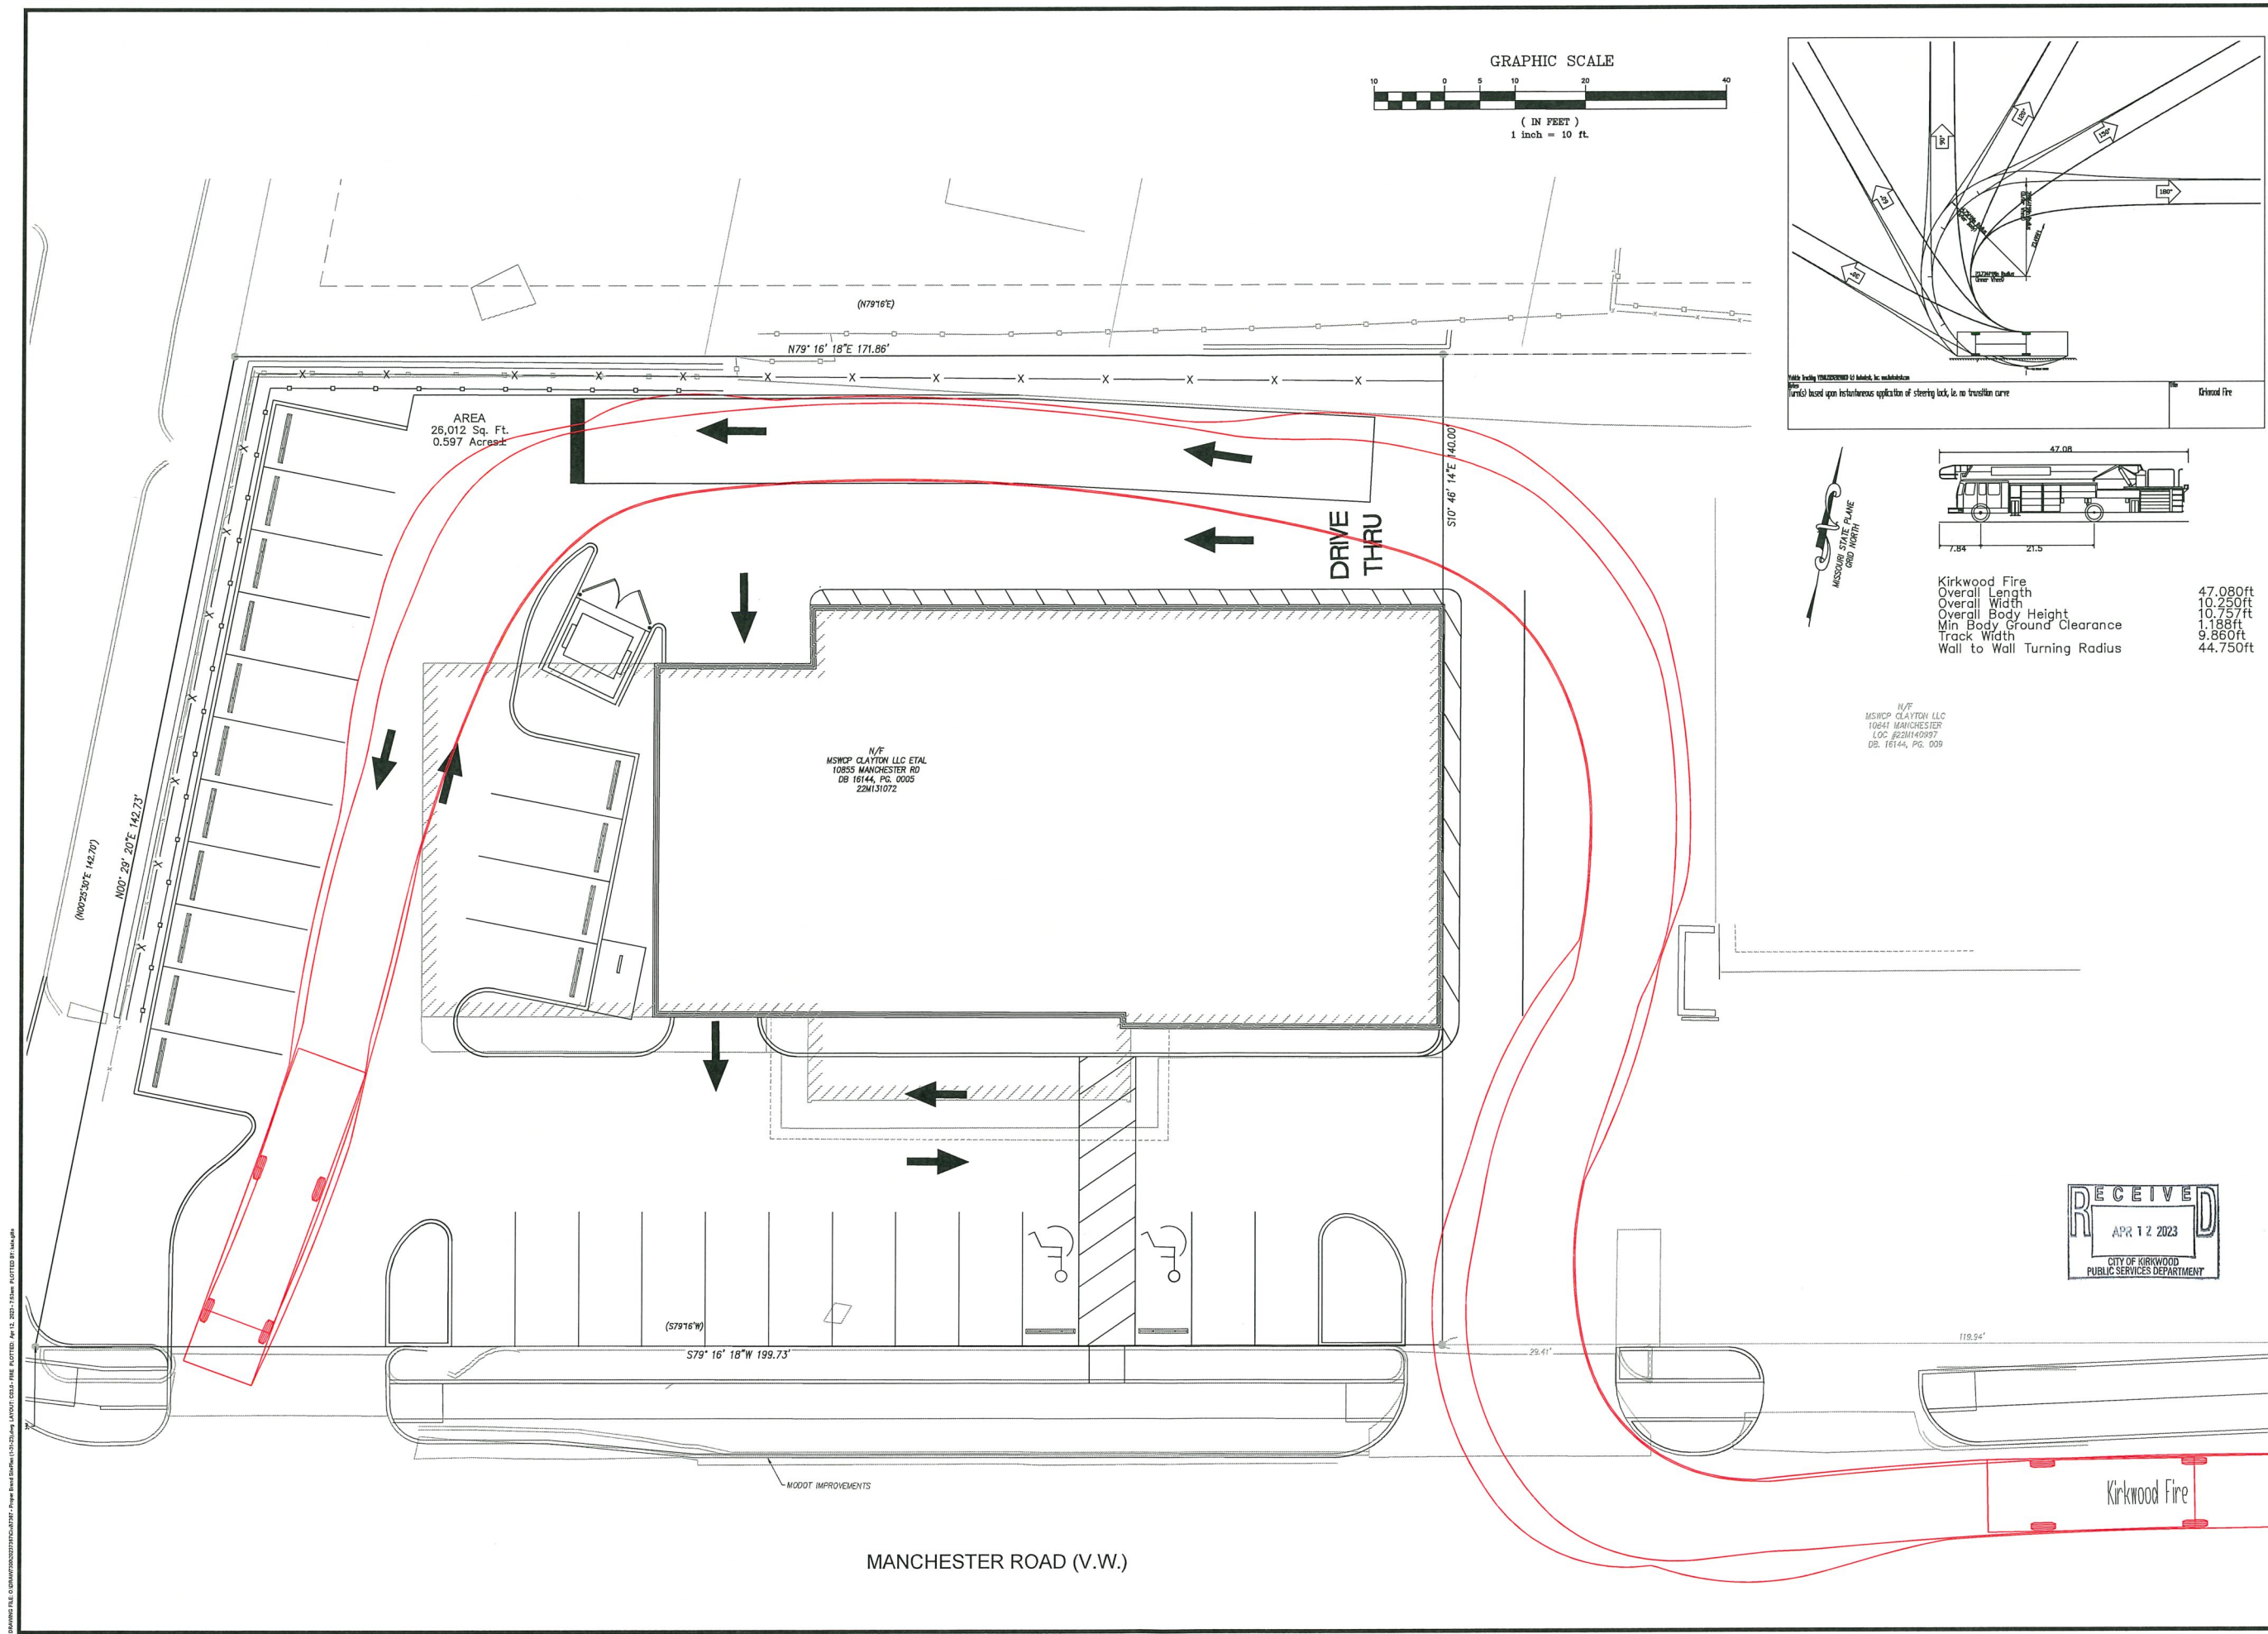 GRAPHIC SCALE
10 0 5 10 20 40
( IN FEET )
1 inch = 10 ft.
30°
60°
90°
120°
150°
180°
Turn(s) based upon instantaneous application of steering lock, i.e. no transition curve
Kirkwood Fire
47.08
7.84
21.5
MISSOURI STATE PLANE
GRID NORTH
Kirkwood Fire
Overall Length 47.080ft
Overall Width 10.250ft
Overall Body Height 10.757ft
Min Body Ground Clearance 1.188ft
Track Width 9.860ft
Wall to Wall Turning Radius 44.750ft
(N79°16'E)
N79° 16' 18"E 171.86'
AREA
26,012 Sq. Ft.
0.597 Acres±
S10° 46' 14"E 140.00'
DRIVE
THRU
N/F
MSWCP CLAYTON LLC
10841 MANCHESTER
LOC #22M140997
DB. 16144, PG. 009
N/F
MSWCP CLAYTON LLC ETAL
10855 MANCHESTER RD
DB 16144, PG. 0005
22M131072
(N00°25'30"E 142.70')
N00° 29' 20"E 142.73'
RECEIVED
APR 12 2023
CITY OF KIRKWOOD
PUBLIC SERVICES DEPARTMENT
(S79°16'W)
S79° 16' 18"W 199.73'
29.41'
119.94'
MODOT IMPROVEMENTS
Kirkwood Fire
MANCHESTER ROAD (V.W.)